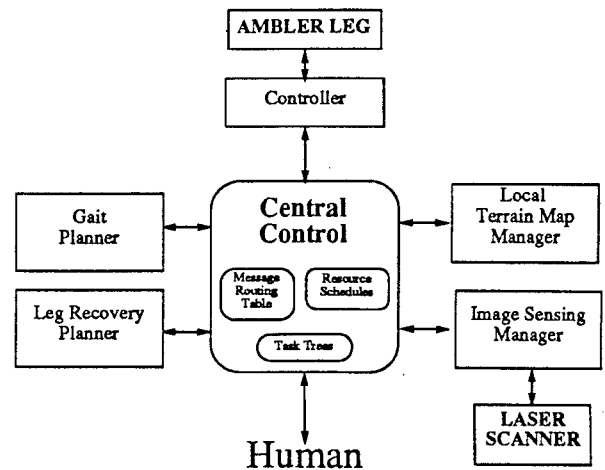 AMBLER LEG
Controller
Gait
Planner
Central
Control
Local
Terrain Map
Manager
Message
Routing
Table
Resource
Schedules
Leg Recovery
Planner
Image Sensing
Manager
Task Trees
LASER
SCANNER
Human